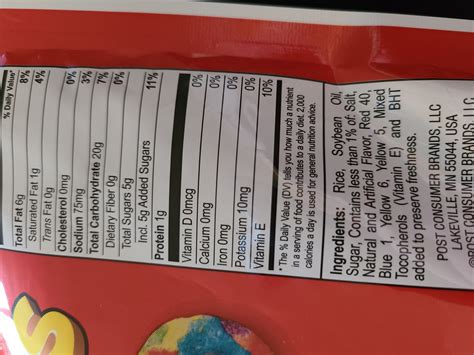 % Daily Value*
Total Fat 6g 8%
Saturated Fat 1g 4%
Trans Fat 0g
Cholesterol 0mg 0%
Sodium 75mg 3%
Total Carbohydrate 20g 7%
Dietary Fiber 0g 0%
Total Sugars 5g
Incl. 5g Added Sugars 11%
Protein 1g
Vitamin D 0mcg 0%
Calcium 0mg 0%
Iron 0mg 0%
Potassium 10mg 0%
Vitamin E 10%
* The % Daily Value (DV) tells you how much a nutrient
in a serving of food contributes to a daily diet. 2,000
calories a day is used for general nutrition advice.
Ingredients: Rice, Soybean Oil,
Sugar, Contains less than 1% of: Salt,
Natural and Artificial Flavor, Red 40,
Blue 1, Yellow 6, Yellow 5, Mixed
Tocopherols (Vitamin E) and BHT
added to preserve freshness.
POST CONSUMER BRANDS, LLC
LAKEVILLE, MN 55044, USA
CONSUMER BRANDS, LLC
S